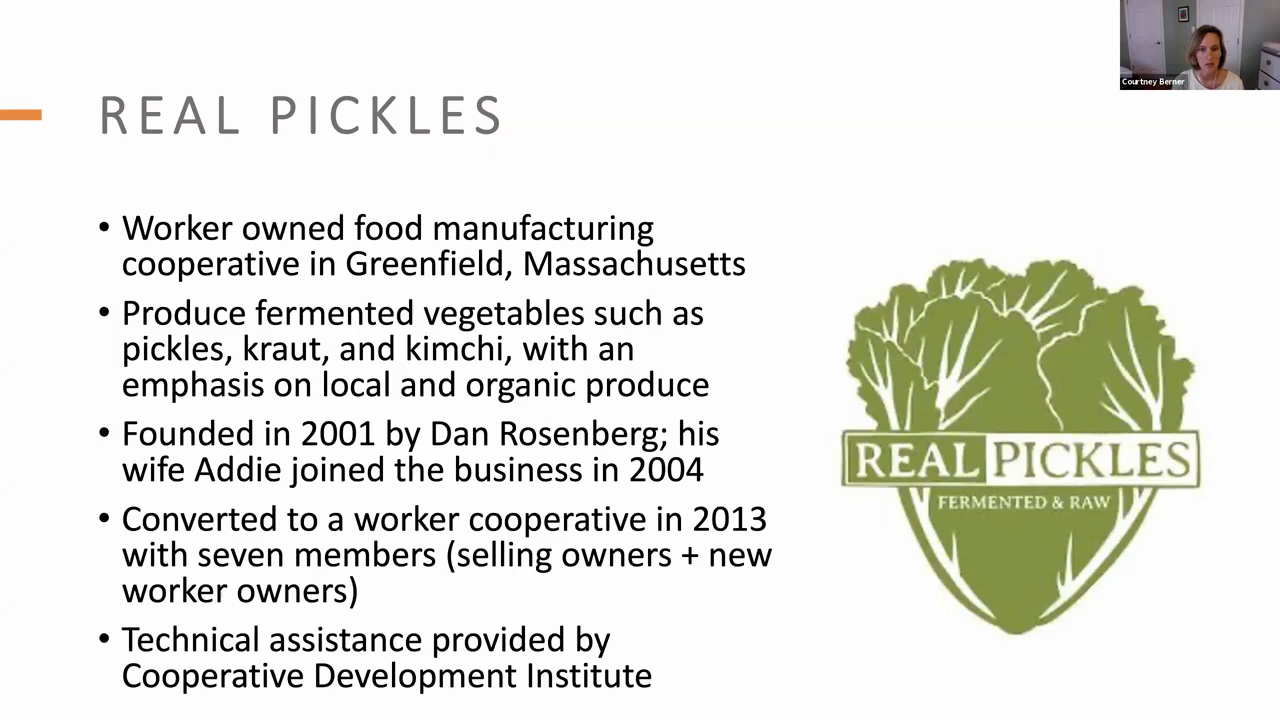 Courtney Berner
REAL PICKLES
• Worker owned food manufacturing
cooperative in Greenfield, Massachusetts
• Produce fermented vegetables such as
pickles, kraut, and kimchi, with an
emphasis on local and organic produce
• Founded in 2001 by Dan Rosenberg; his
wife Addie joined the business in 2004
• Converted to a worker cooperative in 2013
with seven members (selling owners + new
worker owners)
• Technical assistance provided by
Cooperative Development Institute
REAL PICKLES
FERMENTED & RAW